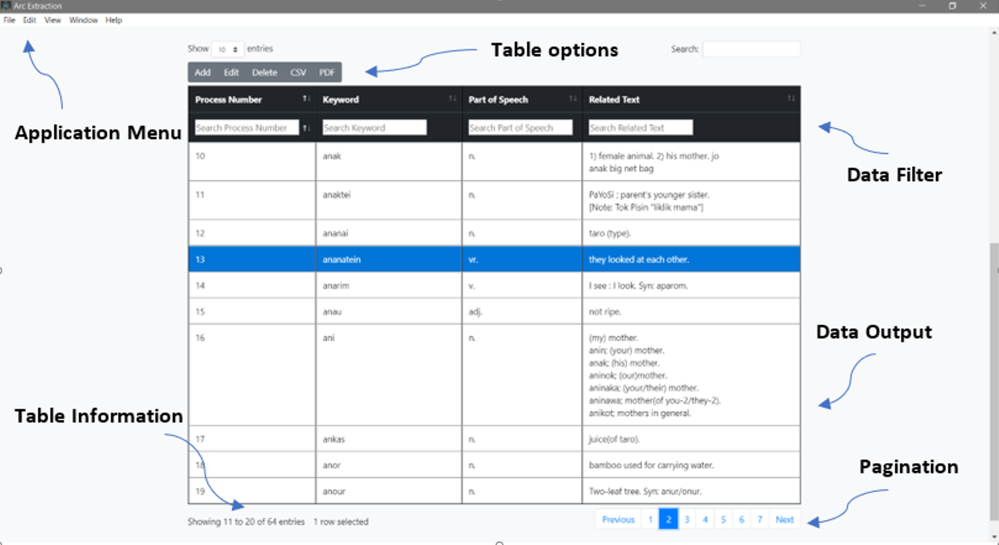 Arc Extraction
File Edit View Window Help
Show 10 entries
Table options
Search:
Add Edit Delete CSV PDF
Process Number Keyword Part of Speech Related Text
Search Process Number Search Keyword Search Part of Speech Search Related Text
Application Menu
Data Filter
10 anak n. 1) female animal. 2) his mother. jo
anak big net bag
11 anaktei n. PaYoSi ; parent's younger sister.
[Note: Tok Pisin "liklik mama"]
12 ananai n. taro (type).
13 ananatein vr. they looked at each other.
14 anarim v. I see : I look. Syn: aparom.
15 anau adj. not ripe.
Data Output
16 ani n. (my) mother.
anin; (your) mother.
anak; (his) mother.
aninok; (our)mother.
aninaka; (your/their) mother.
aninawa; mother(of you-2/they-2).
anikot; mothers in general.
Table Information
17 ankas n. juice(of taro).
18 anor n. bamboo used for carrying water.
Pagination
19 anour n. Two-leaf tree. Syn: anur/onur.
Showing 11 to 20 of 64 entries 1 row selected
Previous 1 2 3 4 5 6 7 Next